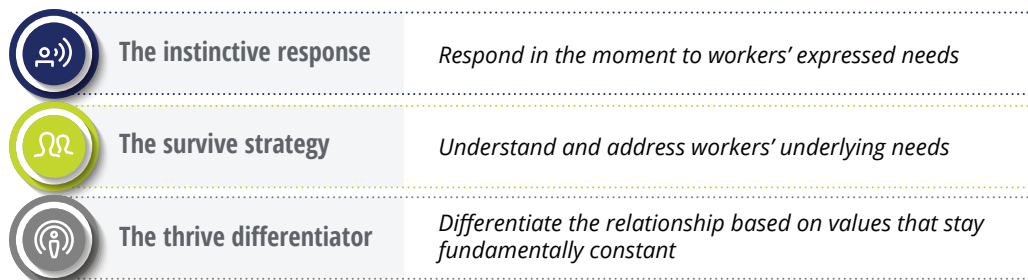 The instinctive response
Respond in the moment to workers’ expressed needs
The survive strategy
Understand and address workers’ underlying needs
The thrive differentiator
Differentiate the relationship based on values that stay
fundamentally constant